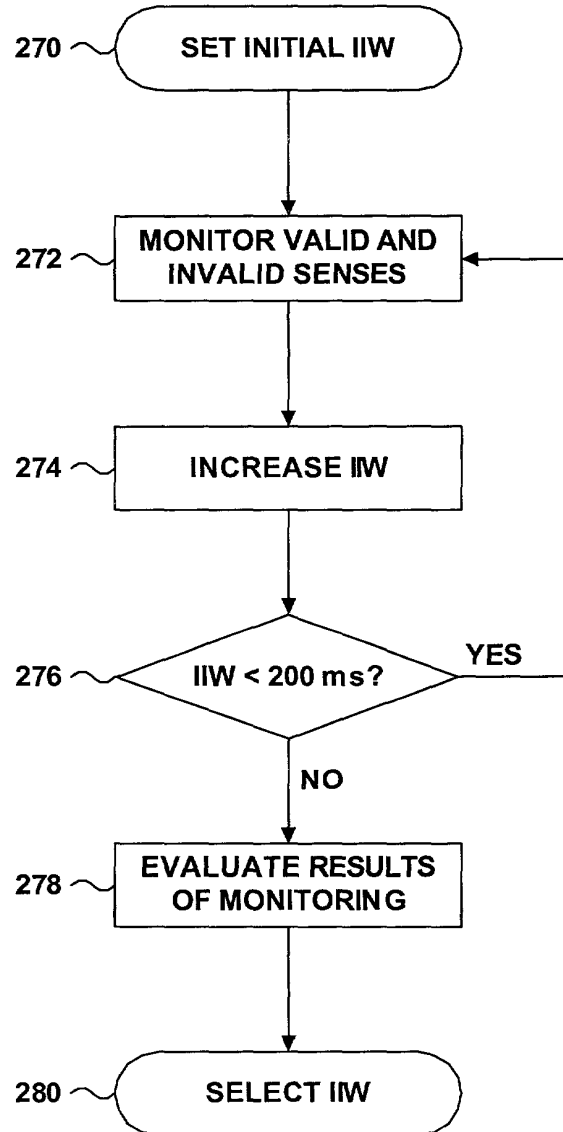 270
SET INITIAL IIW
272
MONITOR VALID AND
INVALID SENSES
274
INCREASE IIW
276
IIW < 200 ms?
YES
NO
278
EVALUATE RESULTS
OF MONITORING
280
SELECT IIW